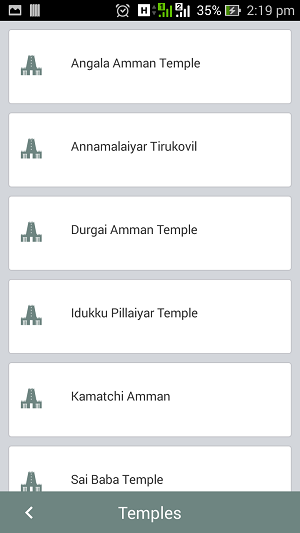 H 1 2 35% 2:19 pm
Angala Amman Temple
Annamalaiyar Tirukovil
Durgai Amman Temple
Idukku Pillaiyar Temple
Kamatchi Amman
Sai Baba Temple
Temples